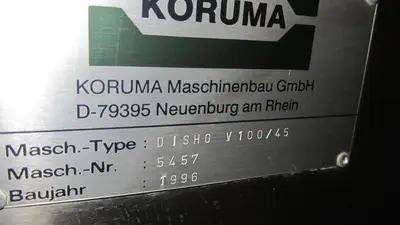 KORUMA
KORUMA Maschinenbau GmbH
D-79395 Neuenburg am Rhein
Masch.-Type : DISHO V100/45
Masch.-Nr. : 5457
Baujahr : 1996